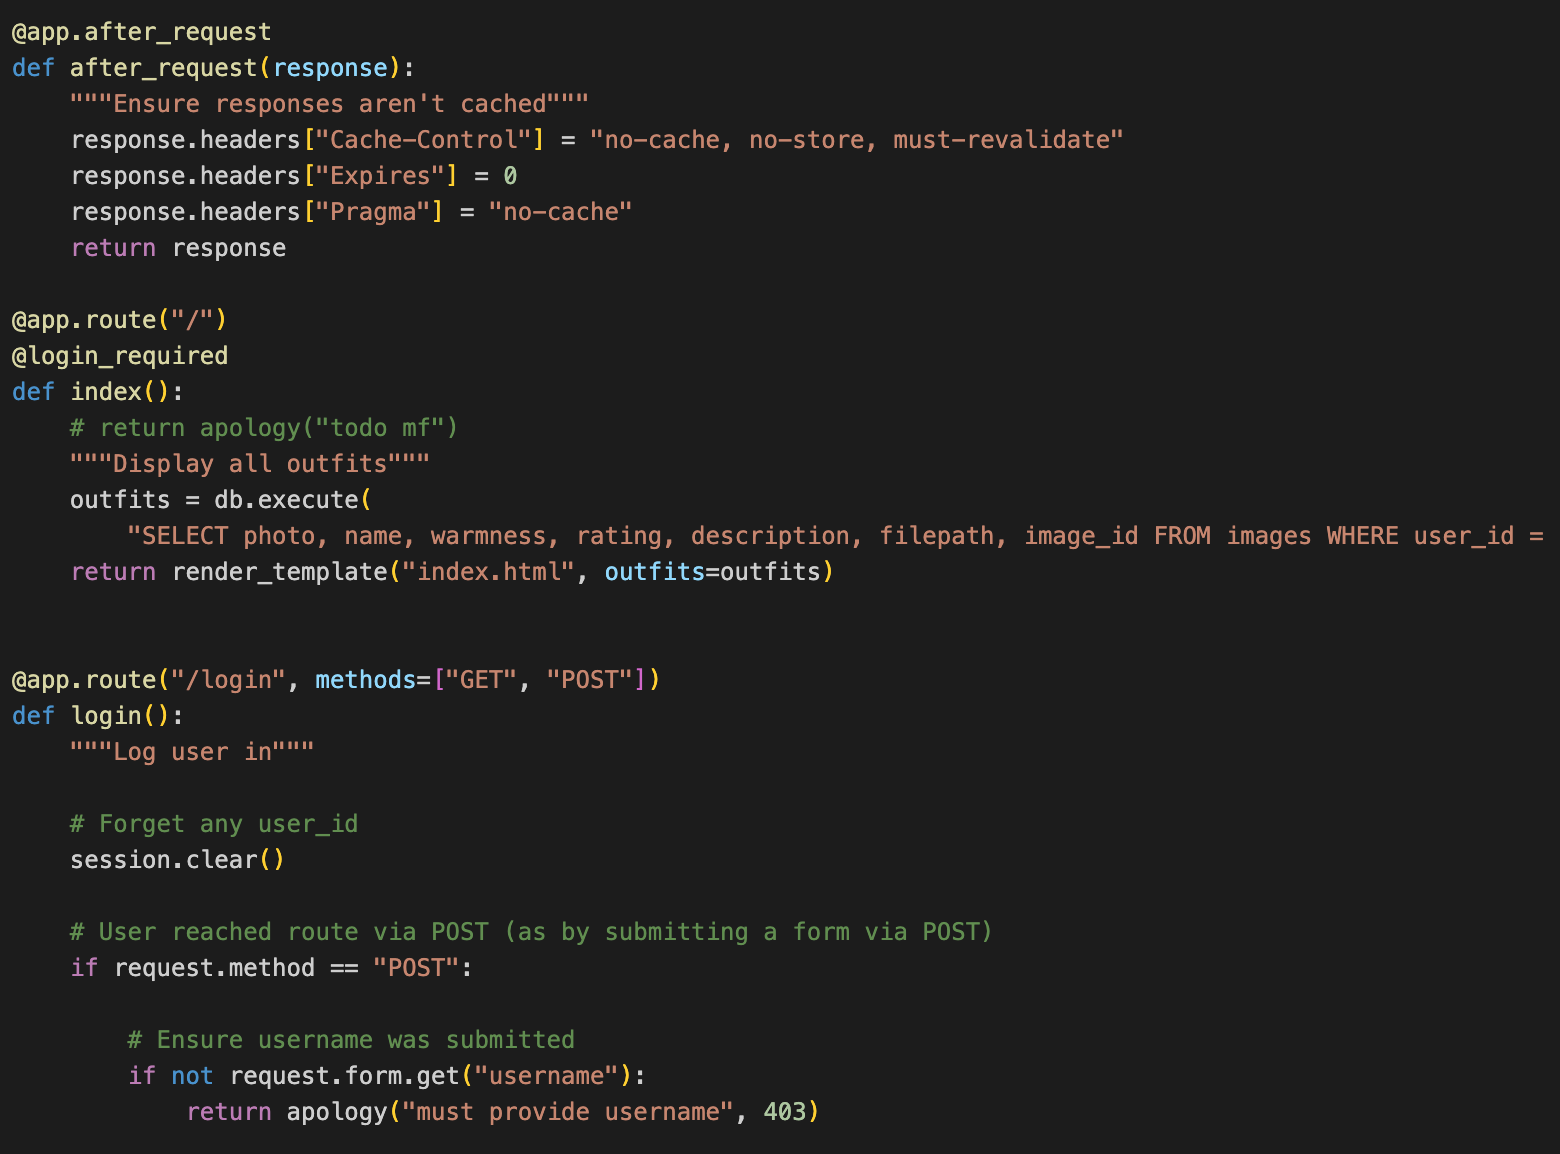 @app.after_request
def after_request(response):
    """Ensure responses aren't cached"""
    response.headers["Cache-Control"] = "no-cache, no-store, must-revalidate"
    response.headers["Expires"] = 0
    response.headers["Pragma"] = "no-cache"
    return response

@app.route("/")
@login_required
def index():
    # return apology("todo mf")
    """Display all outfits"""
    outfits = db.execute(
        "SELECT photo, name, warmness, rating, description, filepath, image_id FROM images WHERE user_id =
    return render_template("index.html", outfits=outfits)


@app.route("/login", methods=["GET", "POST"])
def login():
    """Log user in"""

    # Forget any user_id
    session.clear()

    # User reached route via POST (as by submitting a form via POST)
    if request.method == "POST":

        # Ensure username was submitted
        if not request.form.get("username"):
            return apology("must provide username", 403)